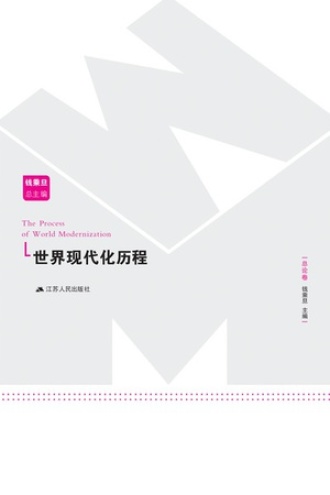 钱乘旦
总主编
The Process
of World Modernization
世界现代化历程
江苏人民出版社
总论卷
钱乘旦 主编